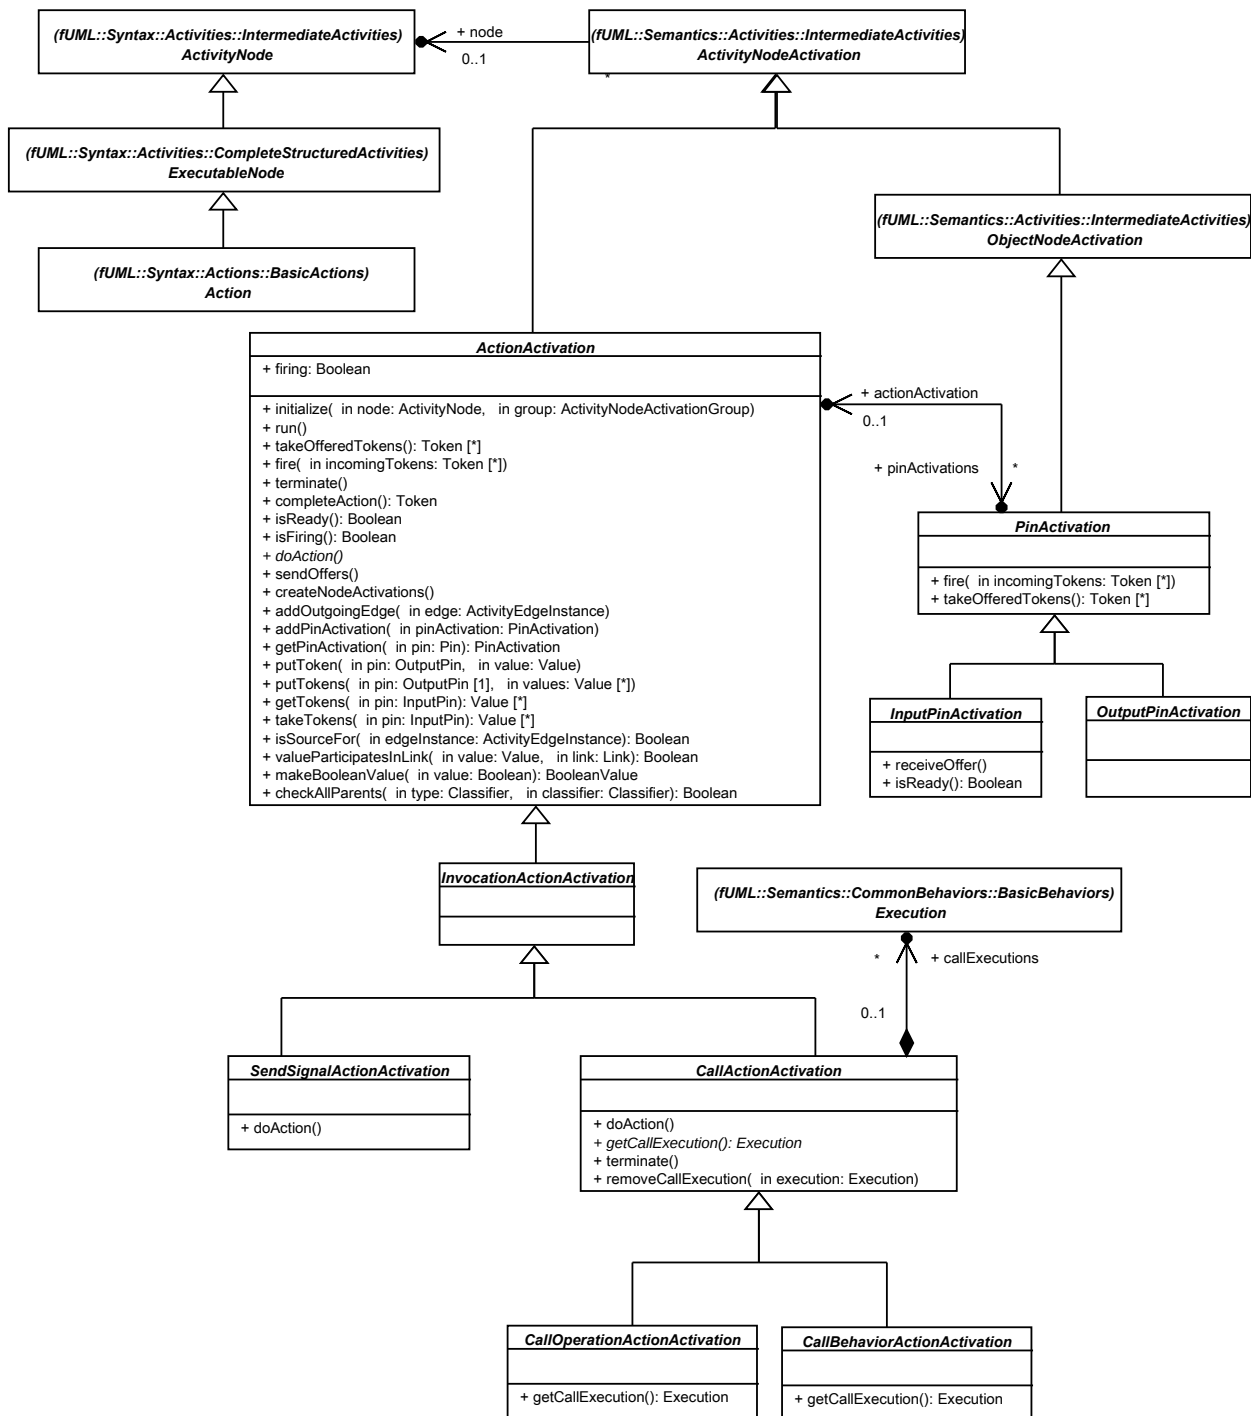 (fUML::Syntax::Activities::IntermediateActivities)
ActivityNode
+ node
0..1
(fUML::Semantics::Activities::IntermediateActivities)
ActivityNodeActivation
*
(fUML::Syntax::Activities::CompleteStructuredActivities)
ExecutableNode
(fUML::Semantics::Activities::IntermediateActivities)
ObjectNodeActivation
(fUML::Syntax::Actions::BasicActions)
Action
ActionActivation
+ firing: Boolean
+ initialize( in node: ActivityNode, in group: ActivityNodeActivationGroup)
+ run()
+ takeOfferedTokens(): Token [*]
+ fire( in incomingTokens: Token [*])
+ terminate()
+ completeAction(): Token
+ isReady(): Boolean
+ isFiring(): Boolean
+ doAction()
+ sendOffers()
+ createNodeActivations()
+ addOutgoingEdge( in edge: ActivityEdgeInstance)
+ addPinActivation( in pinActivation: PinActivation)
+ getPinActivation( in pin: Pin): PinActivation
+ putToken( in pin: OutputPin, in value: Value)
+ putTokens( in pin: OutputPin [1], in values: Value [*])
+ getTokens( in pin: InputPin): Value [*]
+ takeTokens( in pin: InputPin): Value [*]
+ isSourceFor( in edgeInstance: ActivityEdgeInstance): Boolean
+ valueParticipatesInLink( in value: Value, in link: Link): Boolean
+ makeBooleanValue( in value: Boolean): BooleanValue
+ checkAllParents( in type: Classifier, in classifier: Classifier): Boolean
+ actionActivation
0..1
+ pinActivations
*
PinActivation
+ fire( in incomingTokens: Token [*])
+ takeOfferedTokens(): Token [*]
InputPinActivation
+ receiveOffer()
+ isReady(): Boolean
OutputPinActivation
InvocationActionActivation
(fUML::Semantics::CommonBehaviors::BasicBehaviors)
Execution
*
+ callExecutions
0..1
SendSignalActionActivation
+ doAction()
CallActionActivation
+ doAction()
+ getCallExecution(): Execution
+ terminate()
+ removeCallExecution( in execution: Execution)
CallOperationActionActivation
+ getCallExecution(): Execution
CallBehaviorActionActivation
+ getCallExecution(): Execution